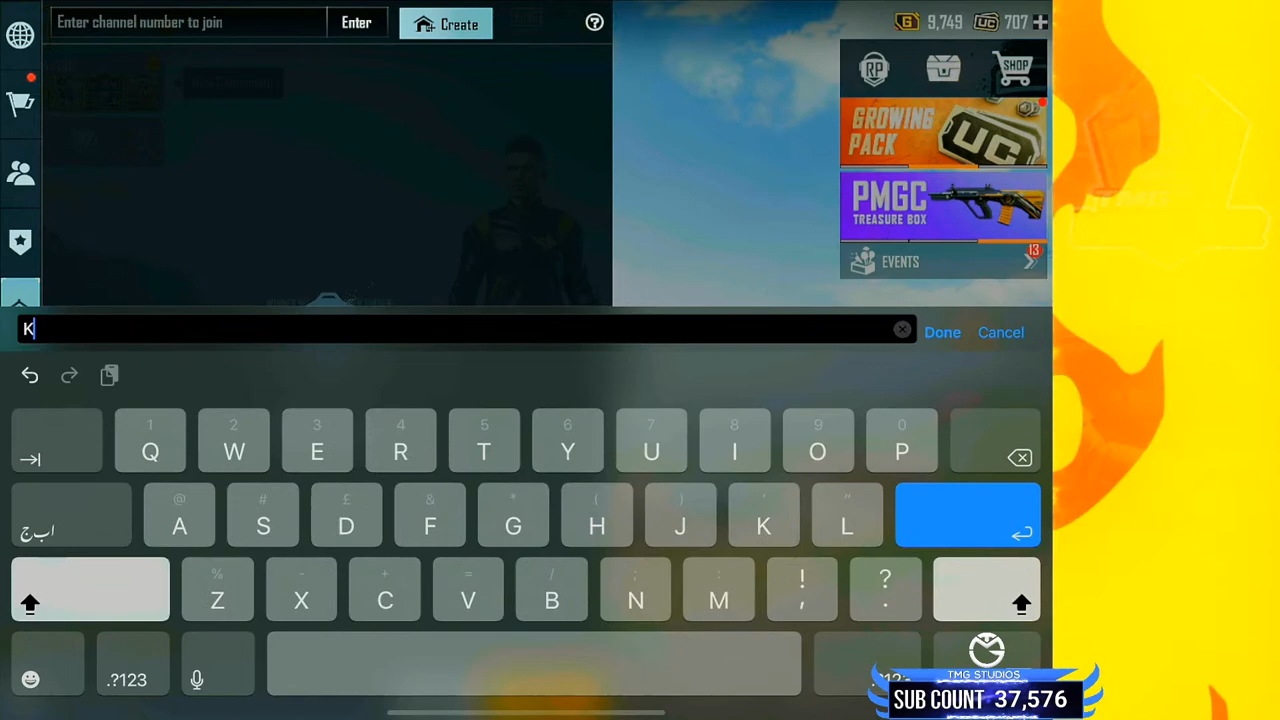 Enter channel number to join
Enter
Create
?
G 9,749 UC 707
RP
SHOP
GROWING
PACK
UC
PMGC
TREASURE BOX
13
EVENTS
K
Done Cancel
1 2 3 4 5 6 7 8 9 0
Q W E R T Y U I O P
@ # £ & * ( ) ' "
ا ب ج A S D F G H J K L
% - + = / ; : ! ?
Z X C V B N M , .
.?123
TMG STUDIOS
SUB COUNT 37,576